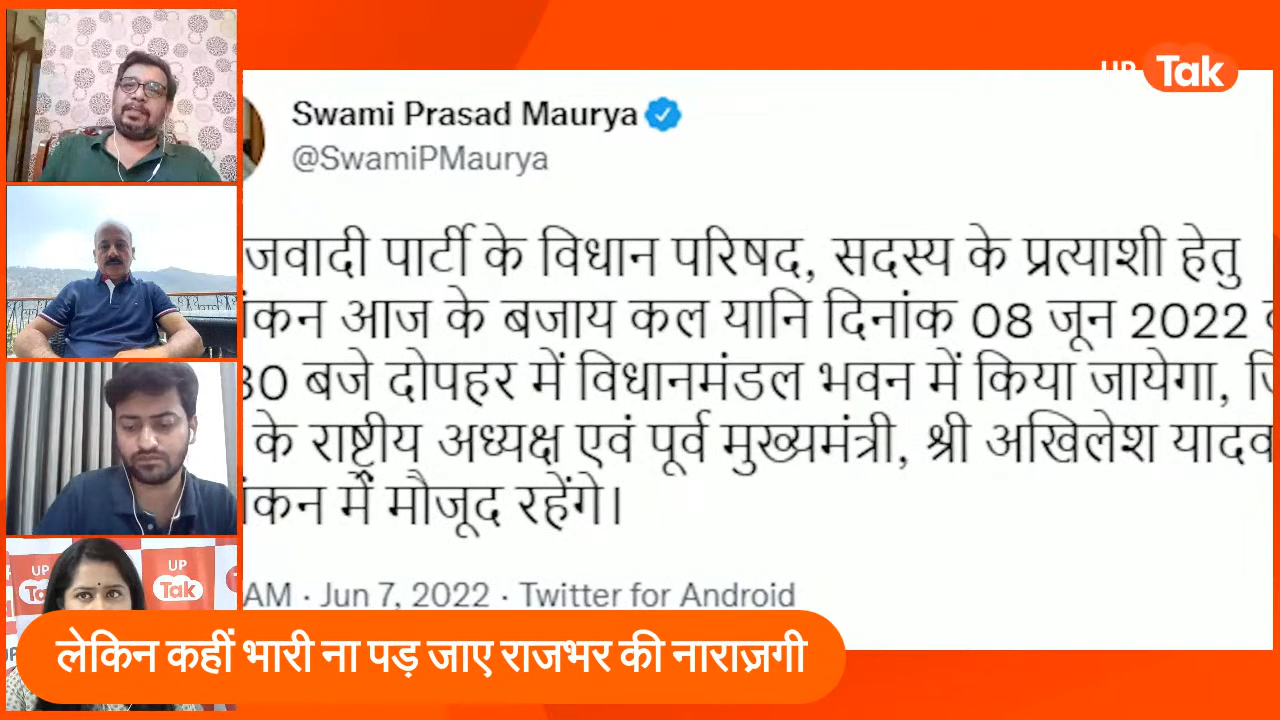 UP Tak
Swami Prasad Maurya
@SwamiPMaurya
जवादी पार्टी के विधान परिषद, सदस्य के प्रत्याशी हेतु
कन आज के बजाय कल यानि दिनांक 08 जून 2022
30 बजे दोपहर में विधानमंडल भवन में किया जायेगा,
के राष्ट्रीय अध्यक्ष एवं पूर्व मुख्यमंत्री, श्री अखिलेश यादव
कन में मौजूद रहेंगे।
AM · Jun 7, 2022 · Twitter for Android
UP
Tak
UP
Tak
लेकिन कहीं भारी ना पड़ जाए राजभर की नाराज़गी